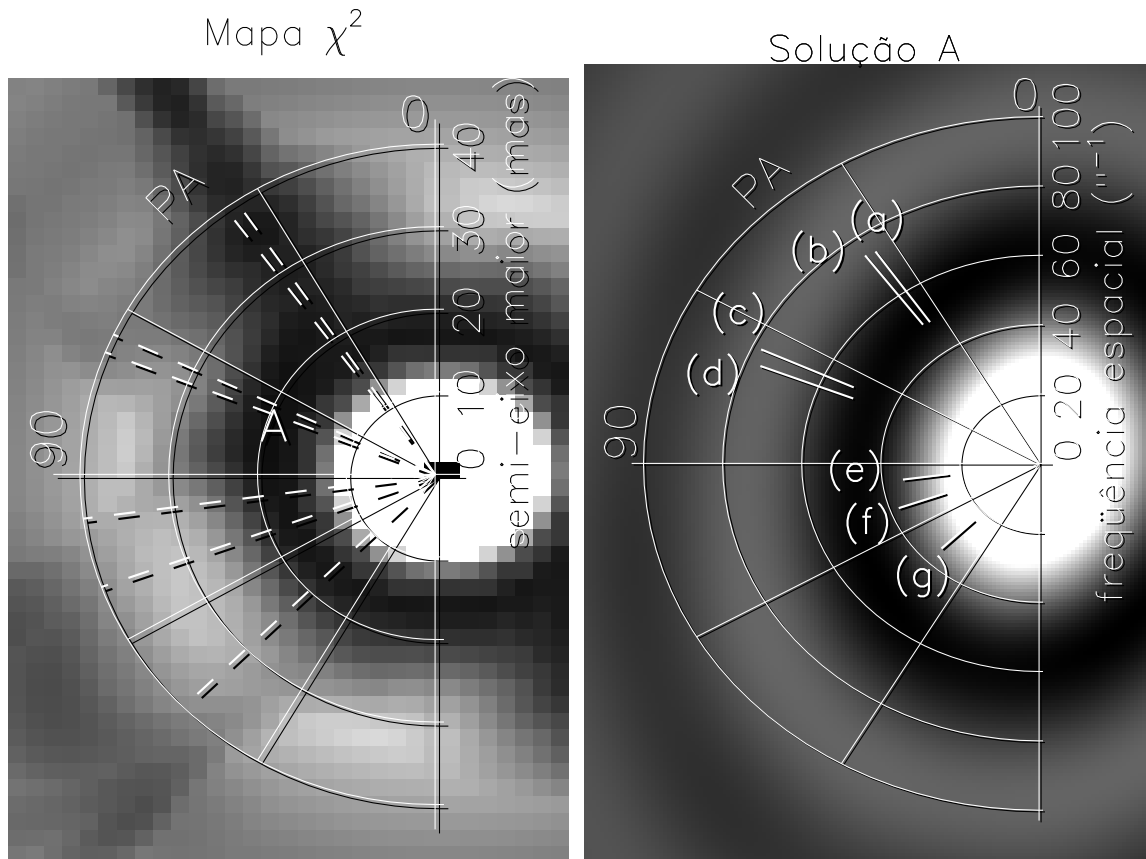 Mapa χ²
Solução A
0
PA
90
A
0 10 20 30 40
semi-eixo maior (mas)
0
PA
90
(a)
(b)
(c)
(d)
(e)
(f)
(g)
0 20 40 60 80 100
freqüência espacial ("⁻¹)